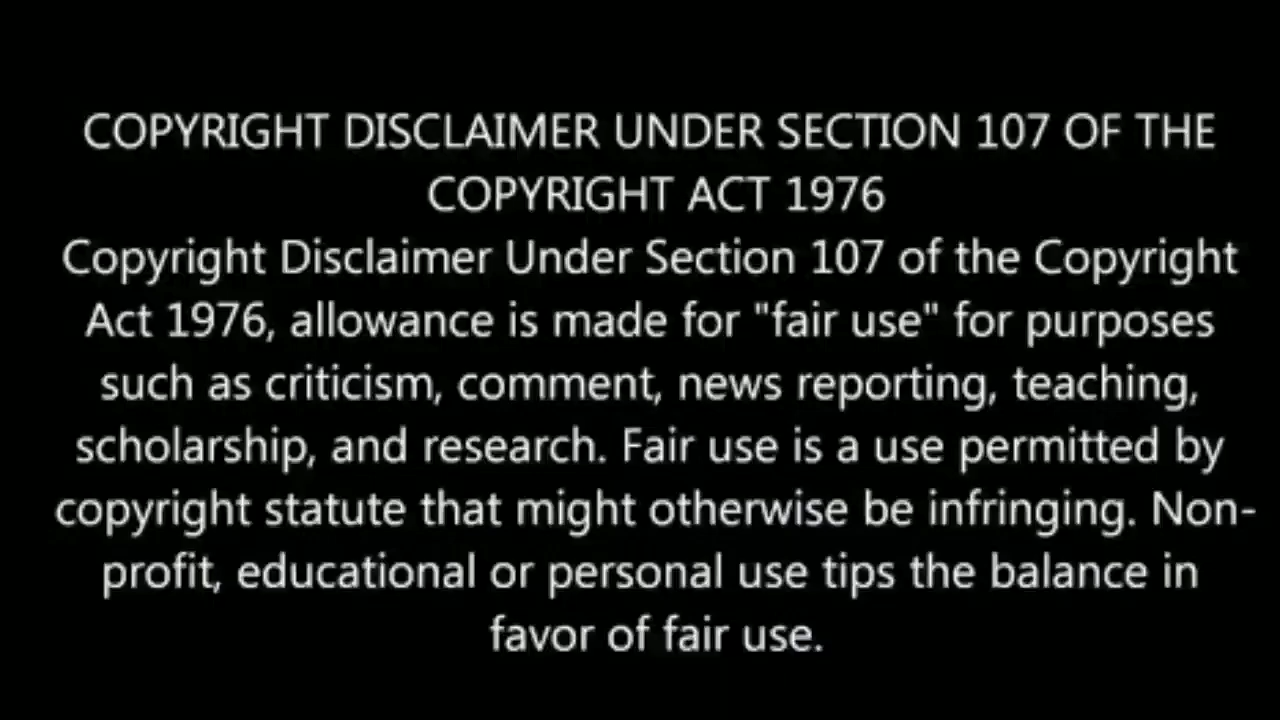 COPYRIGHT DISCLAIMER UNDER SECTION 107 OF THE
COPYRIGHT ACT 1976
Copyright Disclaimer Under Section 107 of the Copyright
Act 1976, allowance is made for "fair use" for purposes
such as criticism, comment, news reporting, teaching,
scholarship, and research. Fair use is a use permitted by
copyright statute that might otherwise be infringing. Non-
profit, educational or personal use tips the balance in
favor of fair use.